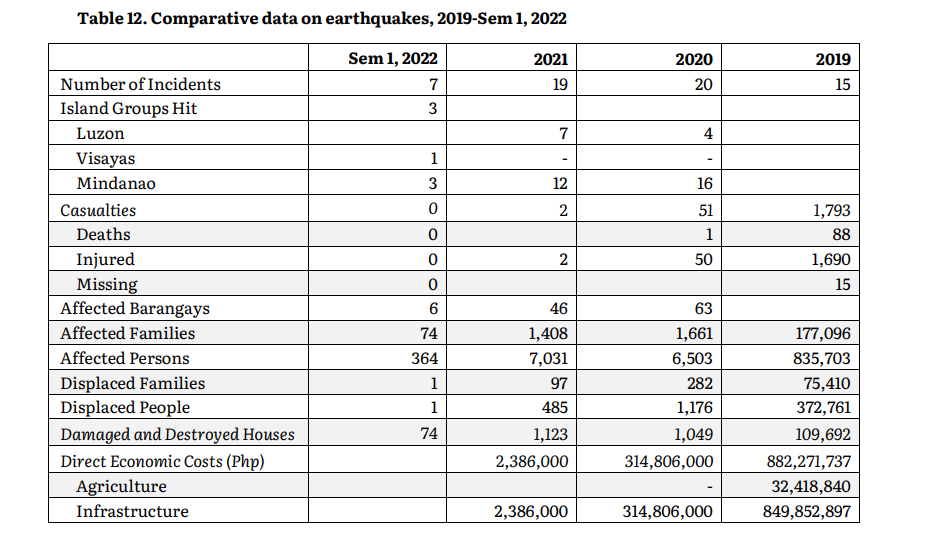 Table 12. Comparative data on earthquakes, 2019-Sem 1, 2022
Sem 1, 2022 2021 2020 2019
Number of Incidents 7 19 20 15
Island Groups Hit 3
Luzon 7 4
Visayas 1 - -
Mindanao 3 12 16
Casualties 0 2 51 1,793
Deaths 0 1 88
Injured 0 2 50 1,690
Missing 0 15
Affected Barangays 6 46 63
Affected Families 74 1,408 1,661 177,096
Affected Persons 364 7,031 6,503 835,703
Displaced Families 1 97 282 75,410
Displaced People 1 485 1,176 372,761
Damaged and Destroyed Houses 74 1,123 1,049 109,692
Direct Economic Costs (Php) 2,386,000 314,806,000 882,271,737
Agriculture - 32,418,840
Infrastructure 2,386,000 314,806,000 849,852,897